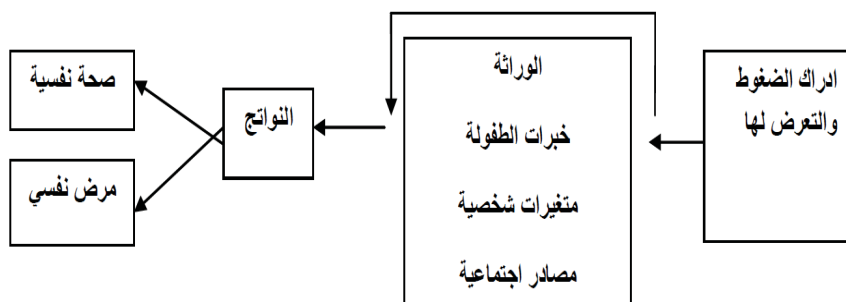 ادراك الضغوط
والتعرض لها
الوراثة
خبرات الطفولة
متغيرات شخصية
مصادر اجتماعية
النواتج
صحة نفسية
مرض نفسي